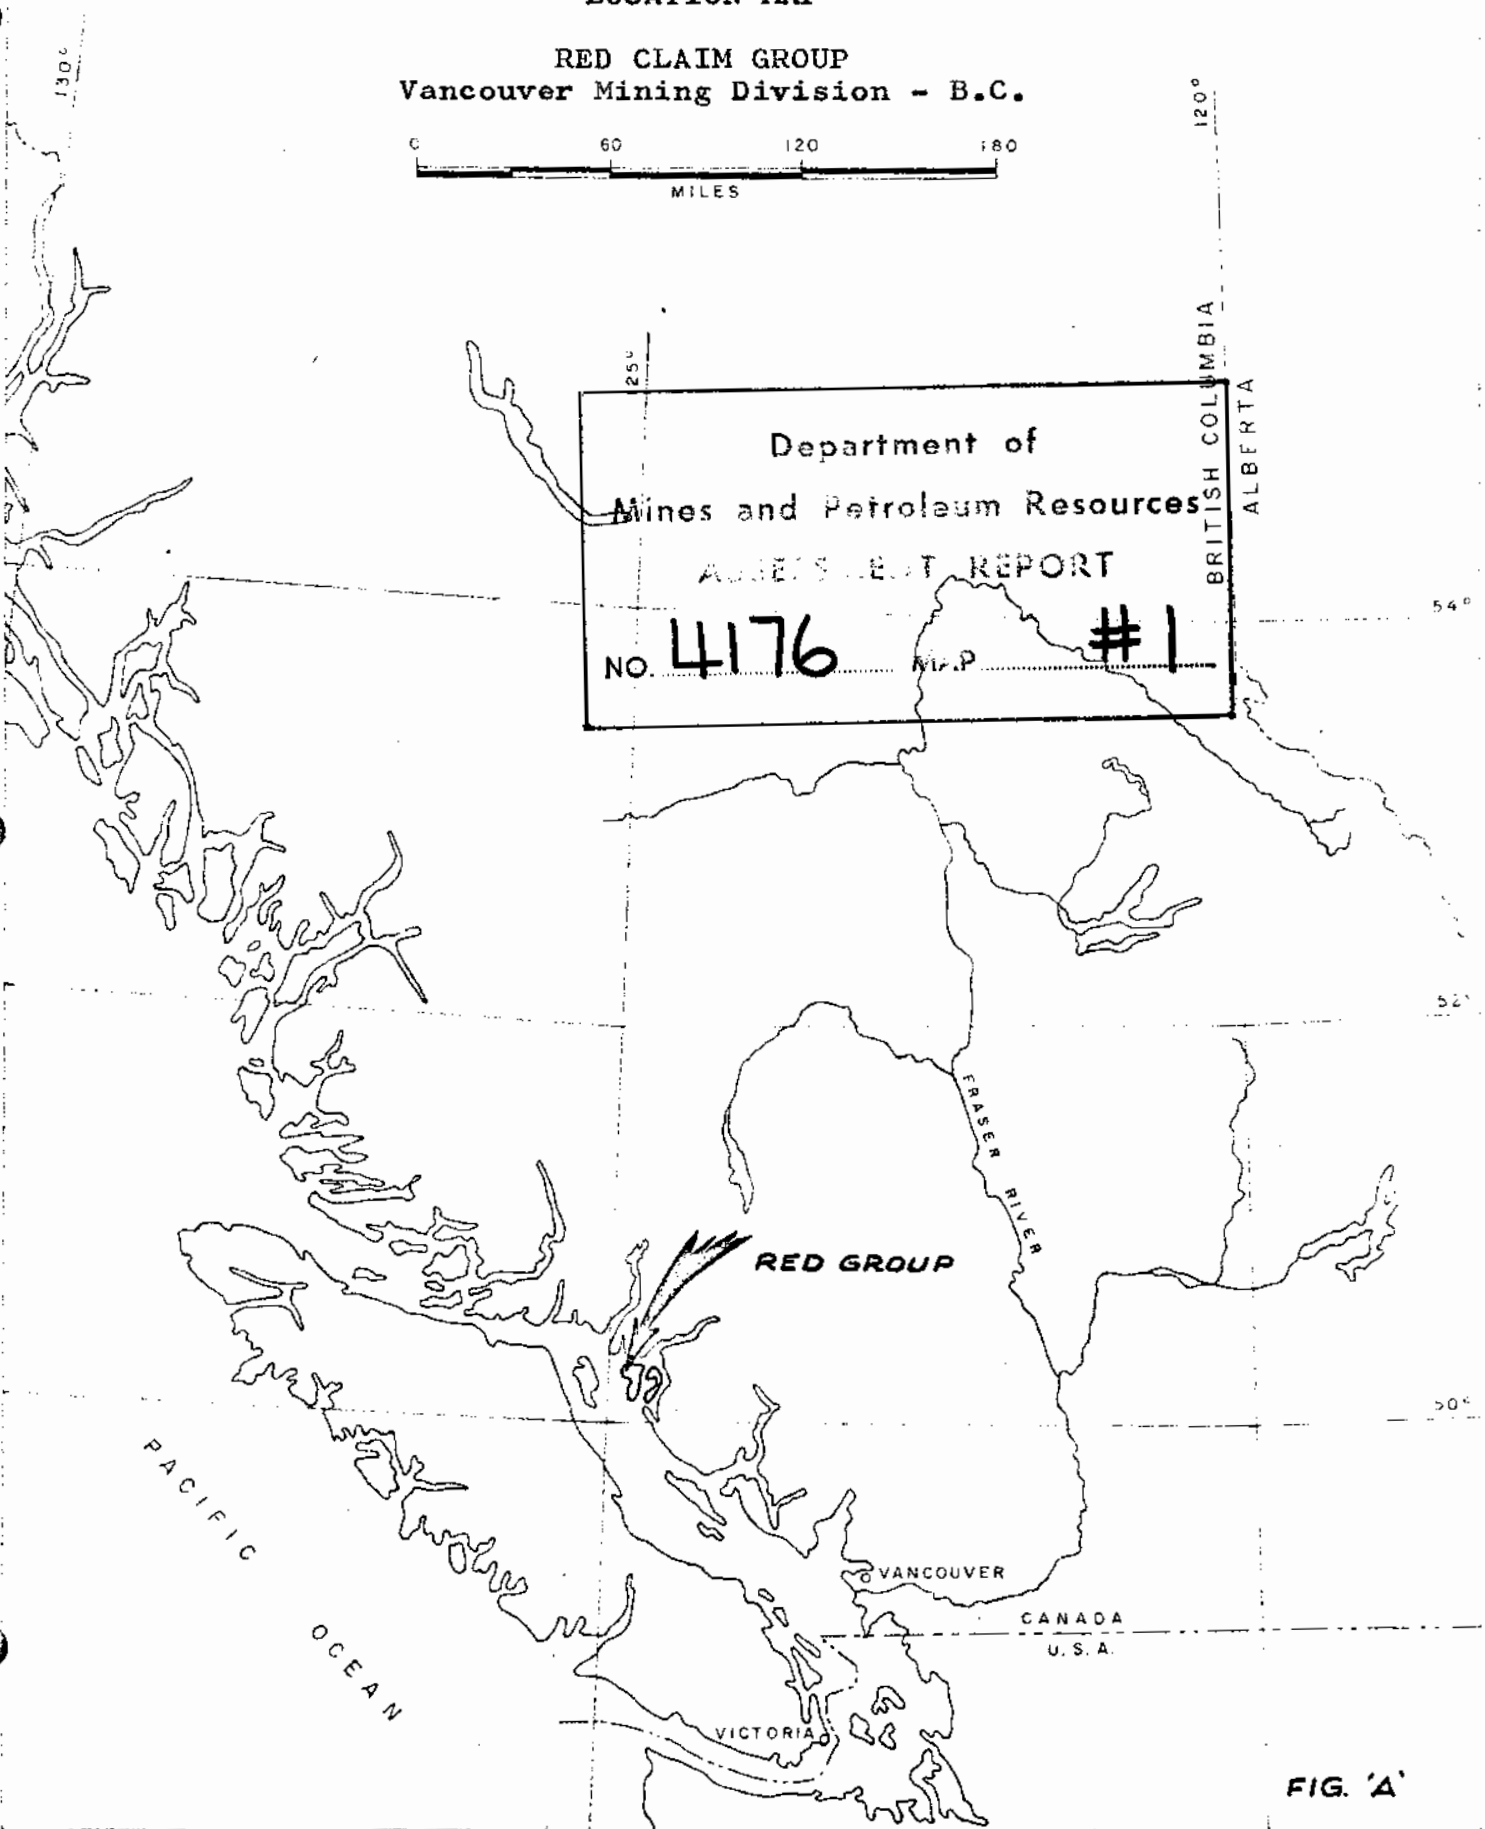 RED CLAIM GROUP
Vancouver Mining Division - B.C.
130°
120°
0 60 120 180
MILES
25°
BRITISH COLUMBIA
ALBERTA
Department of
Mines and Petroleum Resources
REPORT
NO. 4176 MAP #1
54°
52°
FRASER RIVER
RED GROUP
50°
PACIFIC OCEAN
VANCOUVER
CANADA
U.S.A.
VICTORIA
FIG. 'A'